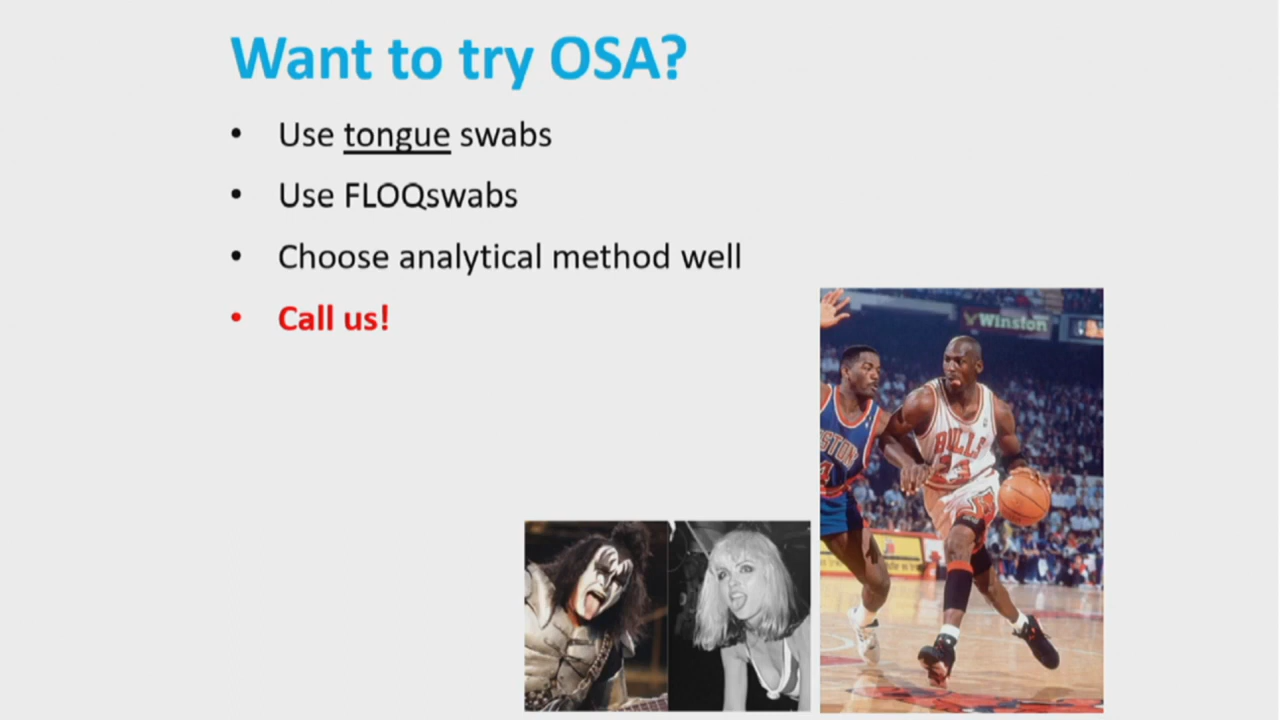 Want to try OSA?
• Use tongue swabs
• Use FLOQswabs
• Choose analytical method well
• Call us!
Winston
BULLS
23